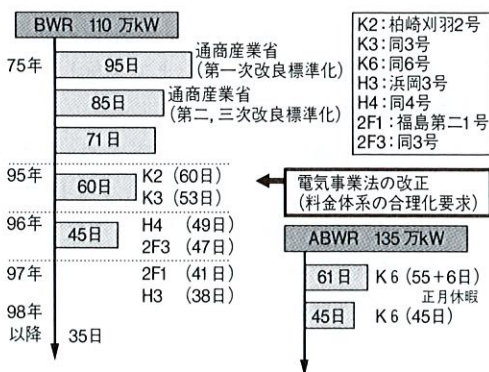 BWR 110 万kW
75年
95日
通商産業省
(第一次改良標準化)
85日
通商産業省
(第二,三次改良標準化)
71日
95年
60日
K2 (60日)
K3 (53日)
96年
45日
H4 (49日)
2F3 (47日)
97年
2F1 (41日)
H3 (38日)
98年
以降
35日
K2:柏崎刈羽2号
K3:同3号
K6:同6号
H3:浜岡3号
H4:同4号
2F1:福島第二1号
2F3:同3号
電気事業法の改正
(料金体系の合理化要求)
ABWR 135万kW
61日
K6 (55+6日)
正月休暇
45日
K6 (45日)